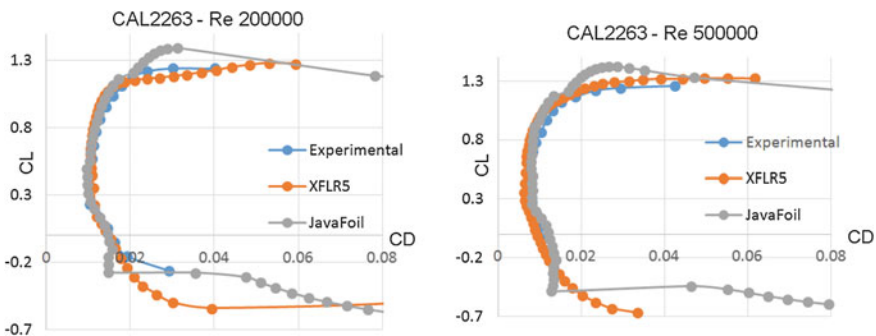 CAL2263 - Re 200000
1.3
0.8
0.3
-0.2
-0.7
CL
0
0.02
0.04
0.06
0.08
CD
Experimental
XFLR5
JavaFoil
CAL2263 - Re 500000
1.3
0.8
0.3
-0.2
-0.7
CL
0
0.02
0.04
0.06
0.08
CD
Experimental
XFLR5
JavaFoil